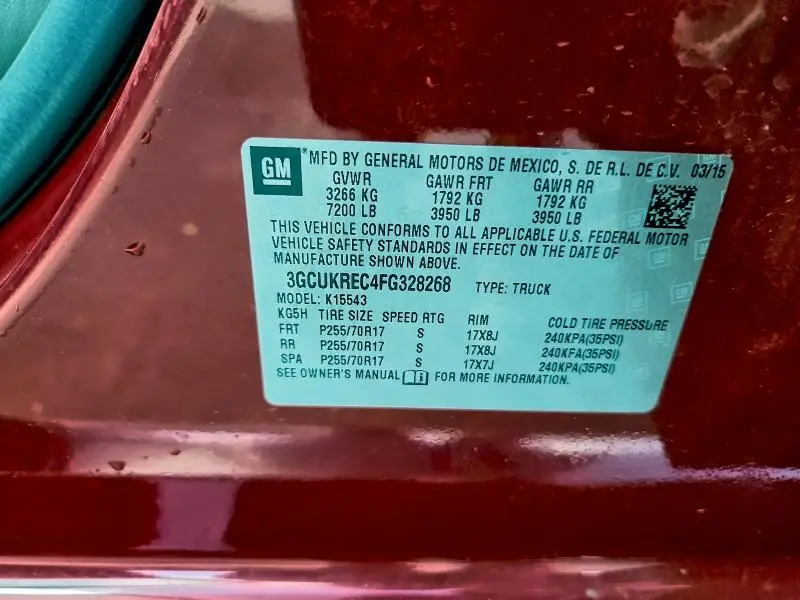 GM
*MFD BY GENERAL MOTORS DE MEXICO, S. DE R.L. DE C.V. 03/15
GVWR GAWR FRT GAWR RR
3266 KG 1792 KG 1792 KG
7200 LB 3950 LB 3950 LB
THIS VEHICLE CONFORMS TO ALL APPLICABLE U.S. FEDERAL MOTOR
VEHICLE SAFETY STANDARDS IN EFFECT ON THE DATE OF
MANUFACTURE SHOWN ABOVE.
3GCUKREC4FG328268 TYPE: TRUCK
MODEL: K15543
KG5H TIRE SIZE SPEED RTG RIM COLD TIRE PRESSURE
FRT P255/70R17 S 17X8J 240KPA(35PSI)
RR P255/70R17 S 17X8J 240KPA(35PSI)
SPA P255/70R17 S 17X7J 240KPA(35PSI)
SEE OWNER'S MANUAL FOR MORE INFORMATION.